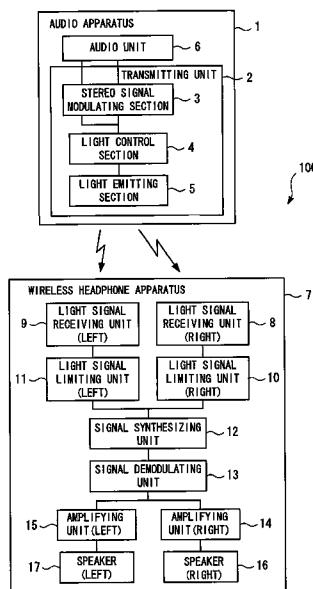 AUDIO APPARATUS
1
AUDIO UNIT
6
TRANSMITTING UNIT
2
STEREO SIGNAL
MODULATING SECTION
3
LIGHT CONTROL
SECTION
4
LIGHT EMITTING
SECTION
5
100
WIRELESS HEADPHONE APPARATUS
7
LIGHT SIGNAL
RECEIVING UNIT
(LEFT)
9
LIGHT SIGNAL
RECEIVING UNIT
(RIGHT)
8
LIGHT SIGNAL
LIMITING UNIT
(LEFT)
11
LIGHT SIGNAL
LIMITING UNIT
(RIGHT)
10
SIGNAL SYNTHESIZING
UNIT
12
SIGNAL DEMODULATING
UNIT
13
15
AMPLIFYING
UNIT(LEFT)
AMPLIFYING
UNIT(RIGHT)
14
17
SPEAKER
(LEFT)
SPEAKER
(RIGHT)
16